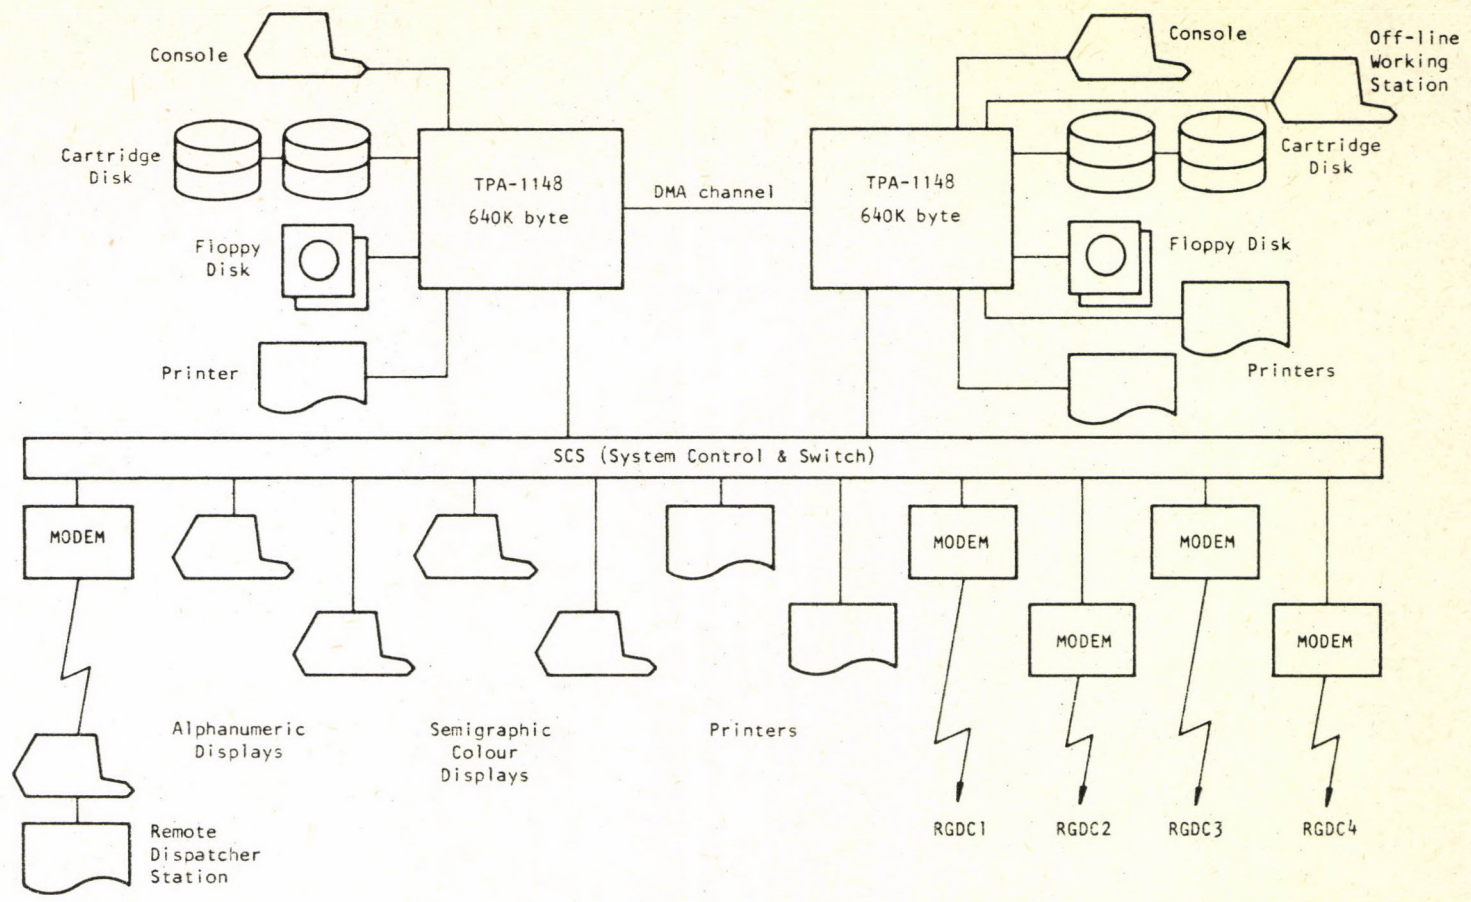 Console
Console
Off-line
Working
Station
Cartridge
Disk
TPA-1148
640K byte
DMA channel
TPA-1148
640K byte
Cartridge
Disk
Floppy
Disk
Floppy Disk
Printer
Printers
SCS (System Control & Switch)
MODEM
MODEM
MODEM
MODEM
MODEM
Alphanumeric
Displays
Semigraphic
Colour
Displays
Printers
Remote
Dispatcher
Station
RGDC1
RGDC2
RGDC3
RGDC4